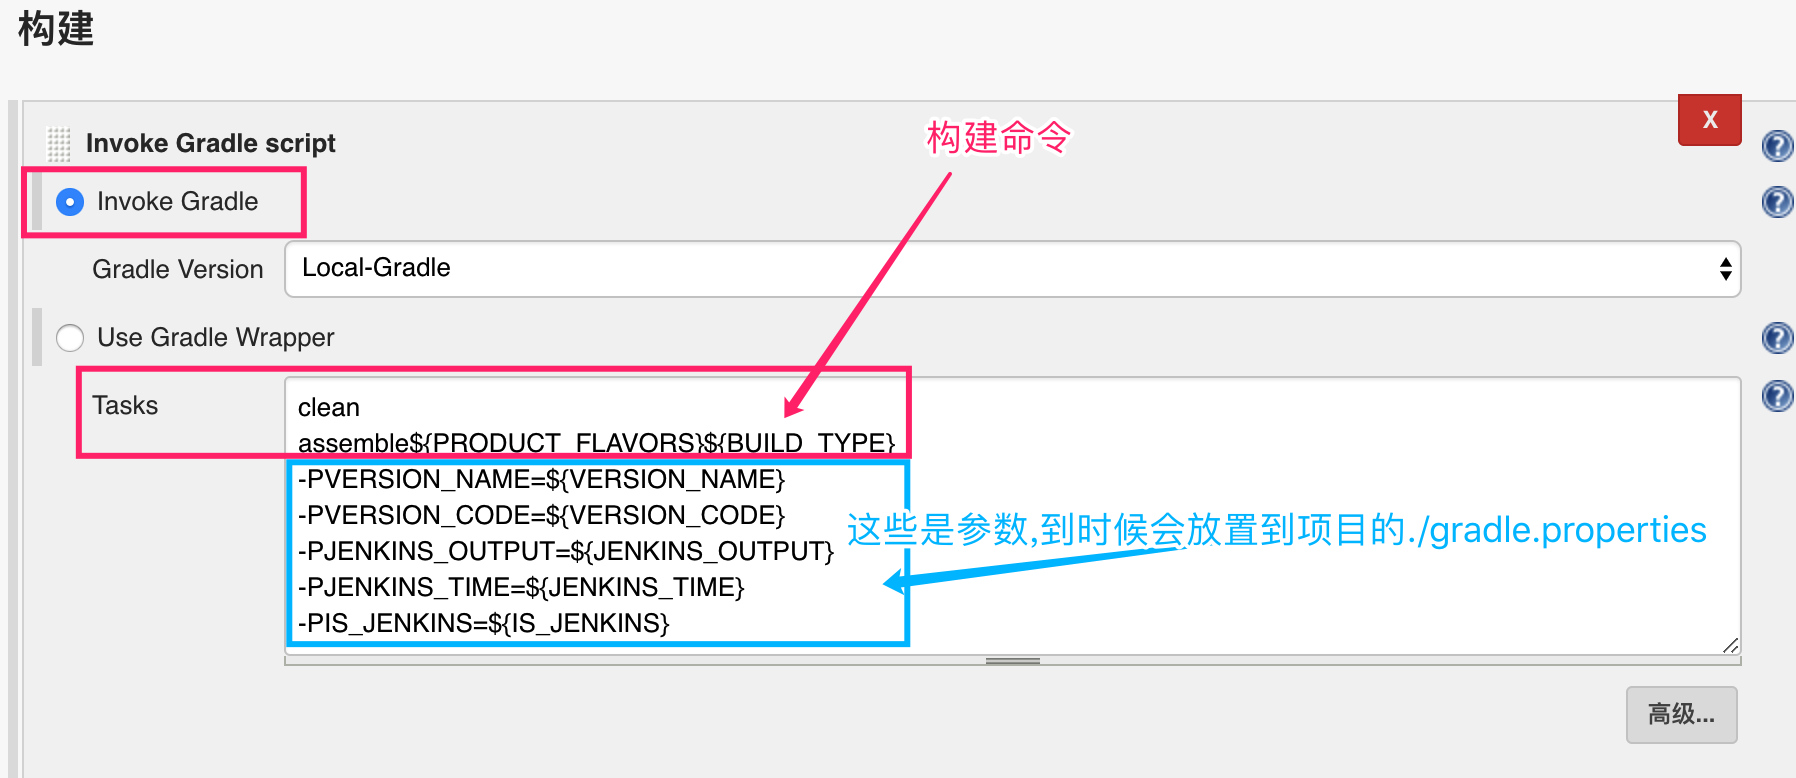 构建
Invoke Gradle script
构建命令
X
Invoke Gradle
Gradle Version
Local-Gradle
Use Gradle Wrapper
Tasks
clean
assemble${PRODUCT_FLAVORS}${BUILD_TYPE}
-PVERSION_NAME=${VERSION_NAME}
-PVERSION_CODE=${VERSION_CODE}
-PJENKINS_OUTPUT=${JENKINS_OUTPUT}
-PJENKINS_TIME=${JENKINS_TIME}
-PIS_JENKINS=${IS_JENKINS}
这些是参数,到时候会放置到项目的./gradle.properties
高级...